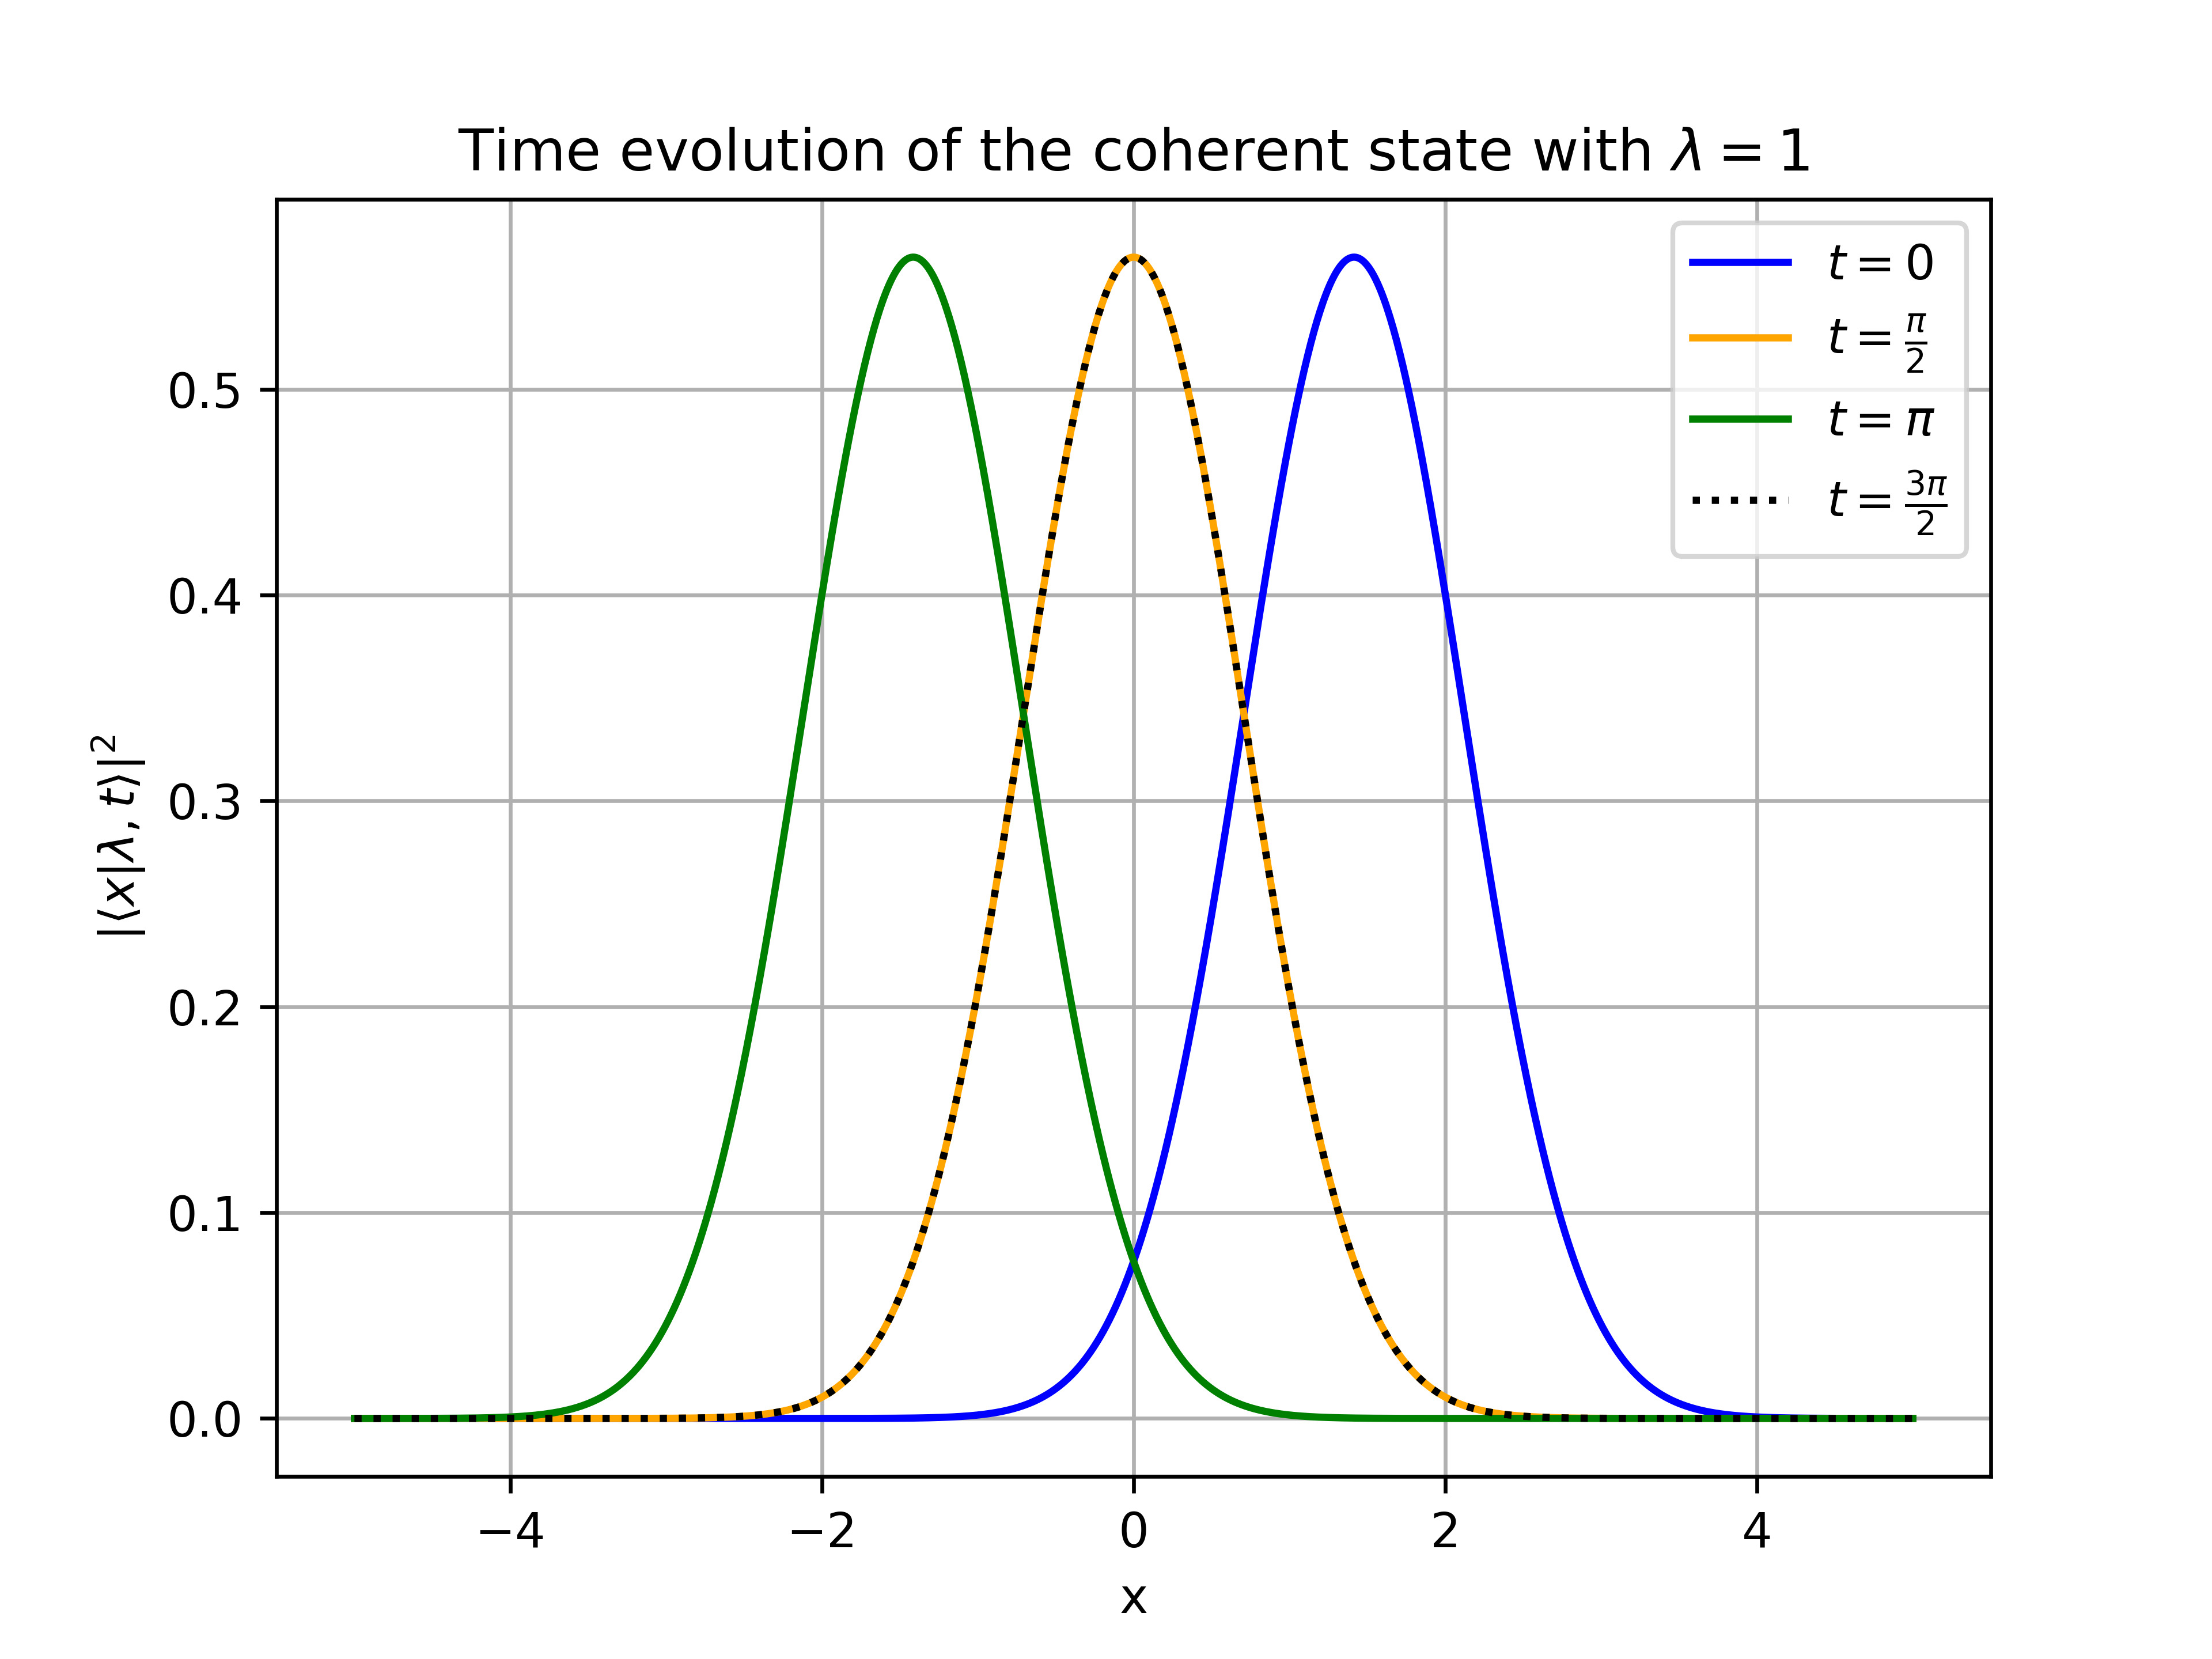 Time evolution of the coherent state with λ = 1
t = 0
t = π/2
t = π
t = 3π/2
|⟨x|λ, t⟩|²
0.5
0.4
0.3
0.2
0.1
0.0
−4 −2 0 2 4
x